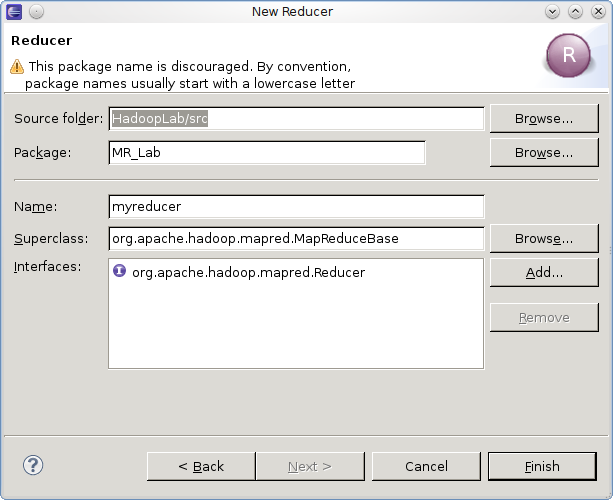 New Reducer
Reducer
R
This package name is discouraged. By convention,
package names usually start with a lowercase letter
Source folder: HadoopLab/src Browse...
Package: MR_Lab Browse...
Name: myreducer
Superclass: org.apache.hadoop.mapred.MapReduceBase Browse...
Interfaces: I org.apache.hadoop.mapred.Reducer Add...
Remove
? < Back Next > Cancel Finish